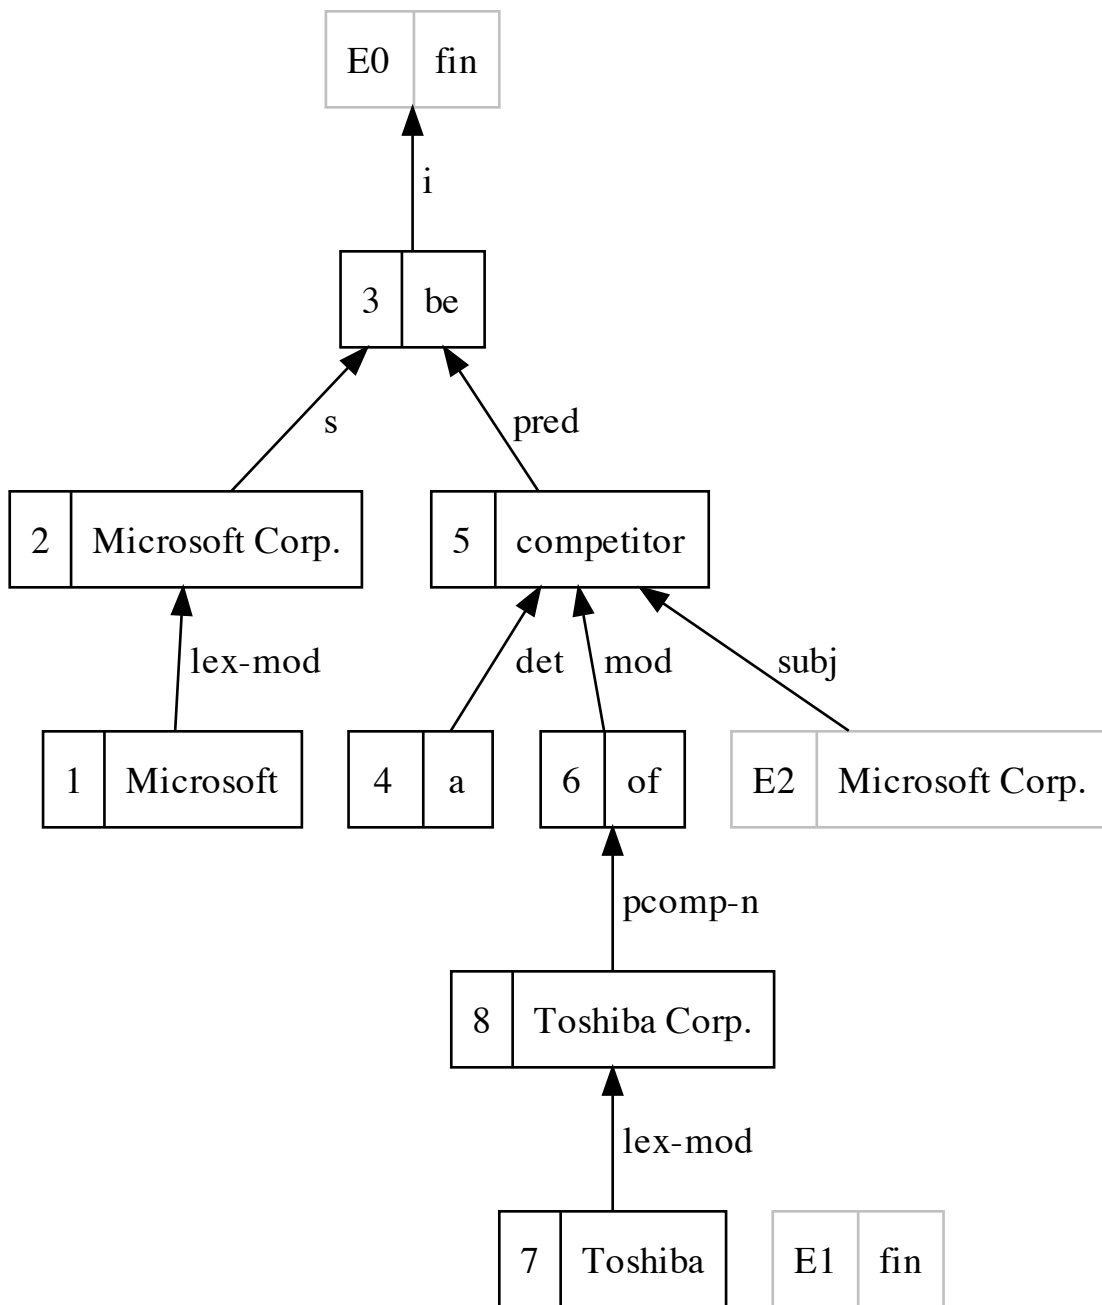 E0 fin
i
3 be
s pred
2 Microsoft Corp. 5 competitor
lex-mod det mod subj
1 Microsoft 4 a 6 of E2 Microsoft Corp.
pcomp-n
8 Toshiba Corp.
lex-mod
7 Toshiba E1 fin